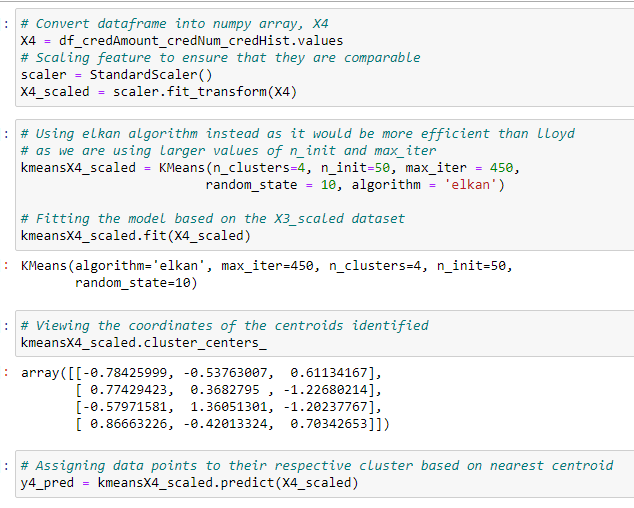 : # Convert dataframe into numpy array, X4
X4 = df_credAmount_credNum_credHist.values
# Scaling feature to ensure that they are comparable
scaler = StandardScaler()
X4_scaled = scaler.fit_transform(X4)
: # Using elkan algorithm instead as it would be more efficient than lloyd
# as we are using larger values of n_init and max_iter
kmeansX4_scaled = KMeans(n_clusters=4, n_init=50, max_iter = 450,
random_state = 10, algorithm = 'elkan')
# Fitting the model based on the X3_scaled dataset
kmeansX4_scaled.fit(X4_scaled)
: KMeans(algorithm='elkan', max_iter=450, n_clusters=4, n_init=50,
random_state=10)
: # Viewing the coordinates of the centroids identified
kmeansX4_scaled.cluster_centers_
: array([[-0.78425999, -0.53763007, 0.61134167],
[ 0.77429423, 0.3682795 , -1.22680214],
[-0.57971581, 1.36051301, -1.20237767],
[ 0.86663226, -0.42013324, 0.70342653]])
: # Assigning data points to their respective cluster based on nearest centroid
y4_pred = kmeansX4_scaled.predict(X4_scaled)